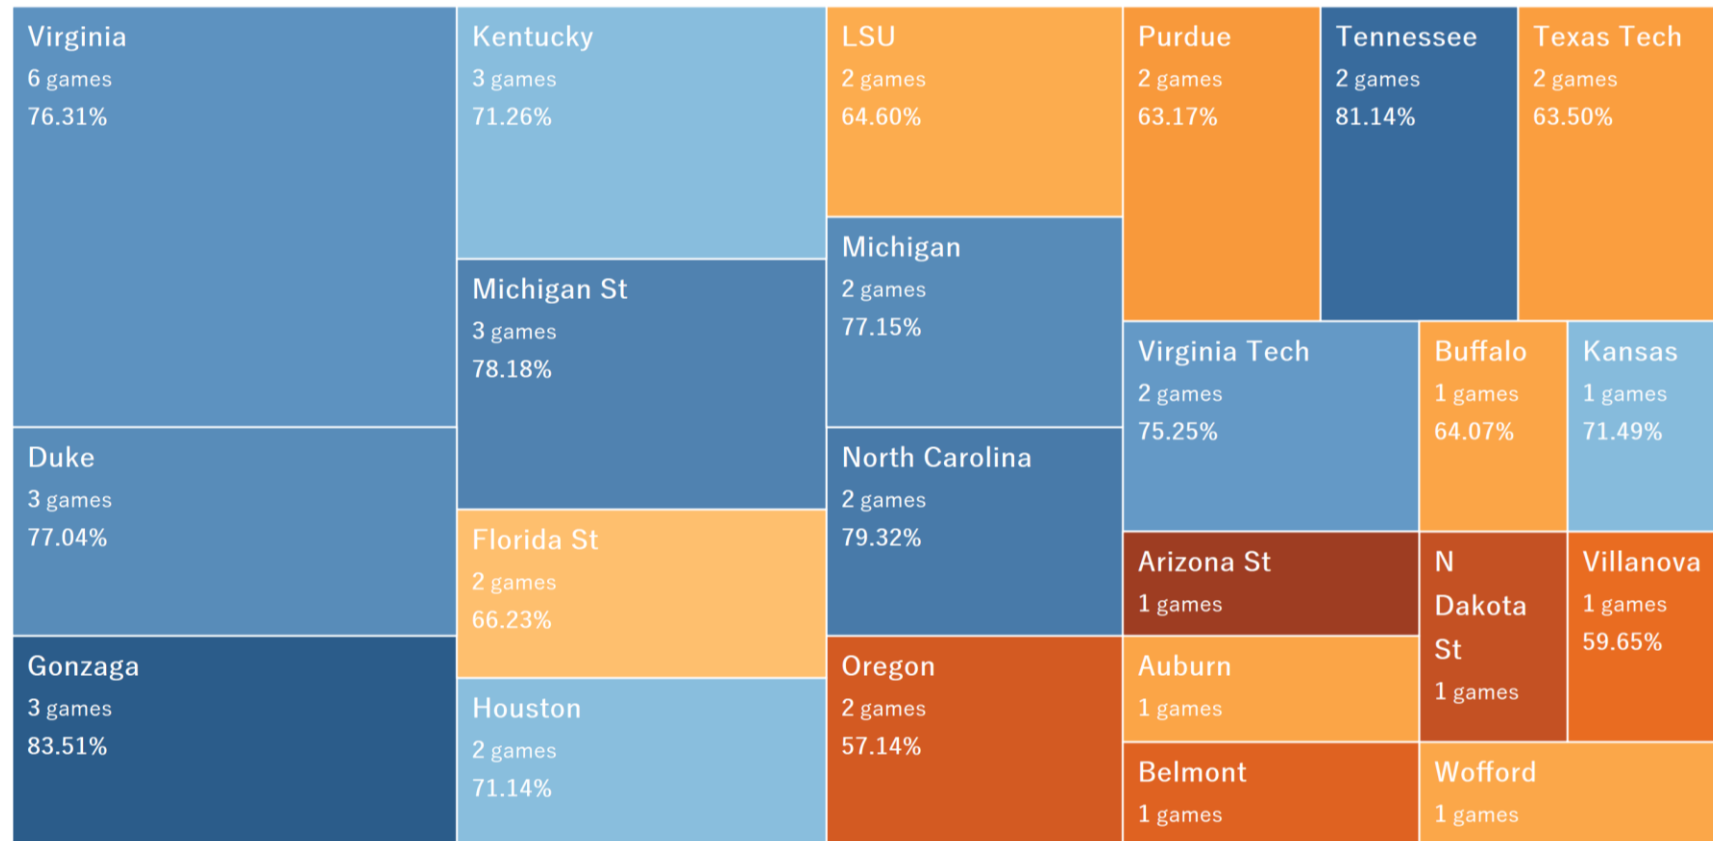 Virginia
6 games
76.31%
Duke
3 games
77.04%
Gonzaga
3 games
83.51%
Kentucky
3 games
71.26%
Michigan St
3 games
78.18%
Florida St
2 games
66.23%
Houston
2 games
71.14%
LSU
2 games
64.60%
Michigan
2 games
77.15%
North Carolina
2 games
79.32%
Oregon
2 games
57.14%
Purdue
2 games
63.17%
Tennessee
2 games
81.14%
Texas Tech
2 games
63.50%
Virginia Tech
2 games
75.25%
Buffalo
1 games
64.07%
Kansas
1 games
71.49%
Arizona St
1 games
Auburn
1 games
Belmont
1 games
N
Dakota
St
1 games
Villanova
1 games
59.65%
Wofford
1 games